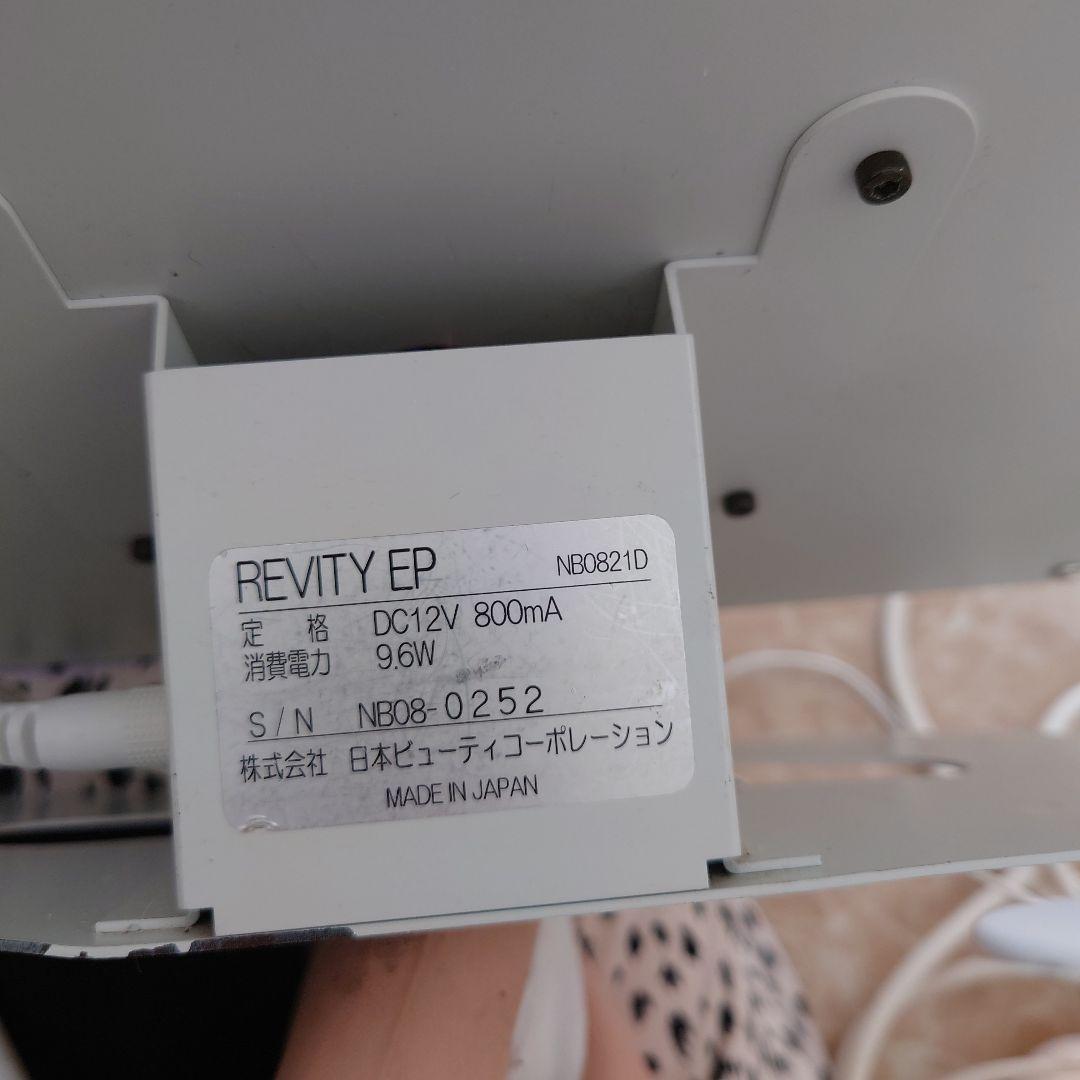 REVITY EP NB0821D
定 格 DC12V 800mA
消費電力 9.6W
S/N NB08-0252
株式会社 日本ビューティコーポレーション
MADE IN JAPAN